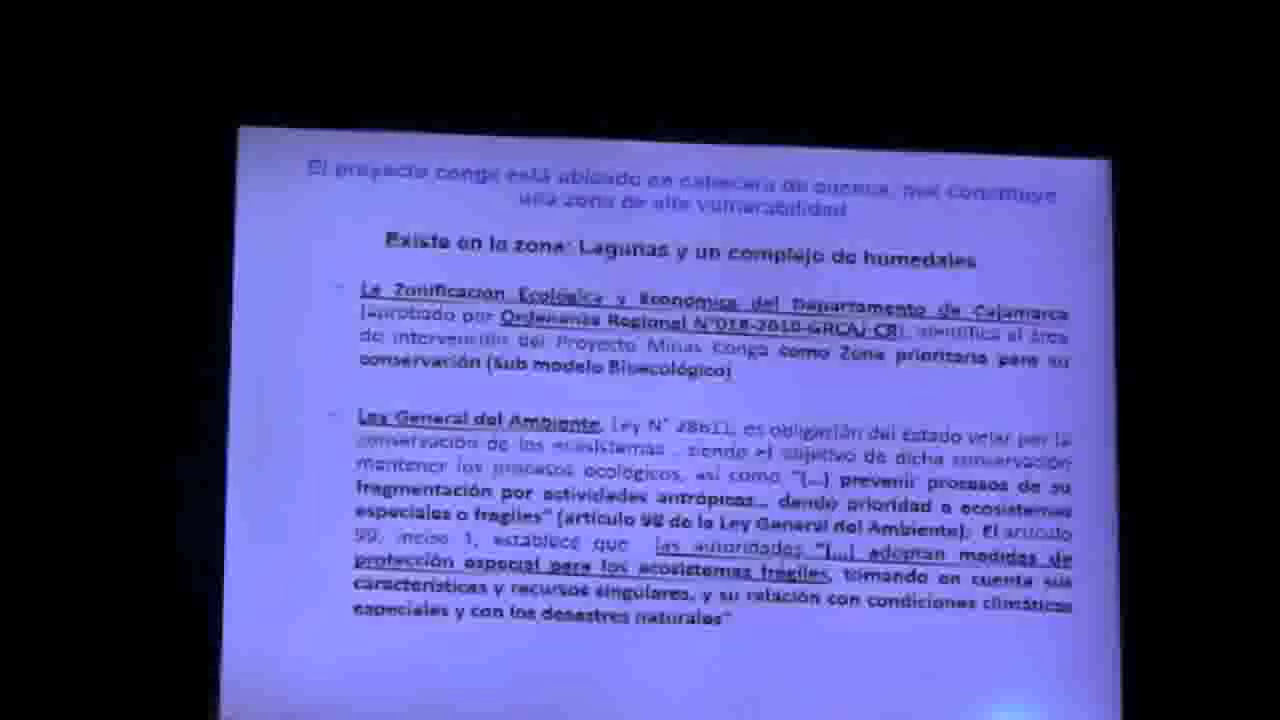 El proyecto conga está ubicado en cabecera de cuenca, que constituye
una zona de alta vulnerabilidad
Existe en la zona: Lagunas y un complejo de humedales
- La Zonificación Ecológica y Económica del Departamento de Cajamarca
(aprobado por Ordenanza Regional N°018-2010-GRCAJ-CR), identifica el área
de intervención del Proyecto Minas Conga como Zona prioritaria para su
conservación (Sub modelo Bioecológico)
- Ley General del Ambiente, Ley N° 28611, es obligación del Estado velar por la
conservación de los ecosistemas , siendo el objetivo de dicha conservación
mantener los procesos ecológicos, así como "(...) prevenir procesos de su
fragmentación por actividades antrópicas... dando prioridad a ecosistemas
especiales o fragiles" (artículo 98 de la Ley General del Ambiente). El artículo
99, inciso 1, establece que las autoridades "(...) adoptan medidas de
protección especial para los ecosistemas fragiles, tomando en cuenta sus
características y recursos singulares, y su relación con condiciones climáticas
especiales y con los desastres naturales"